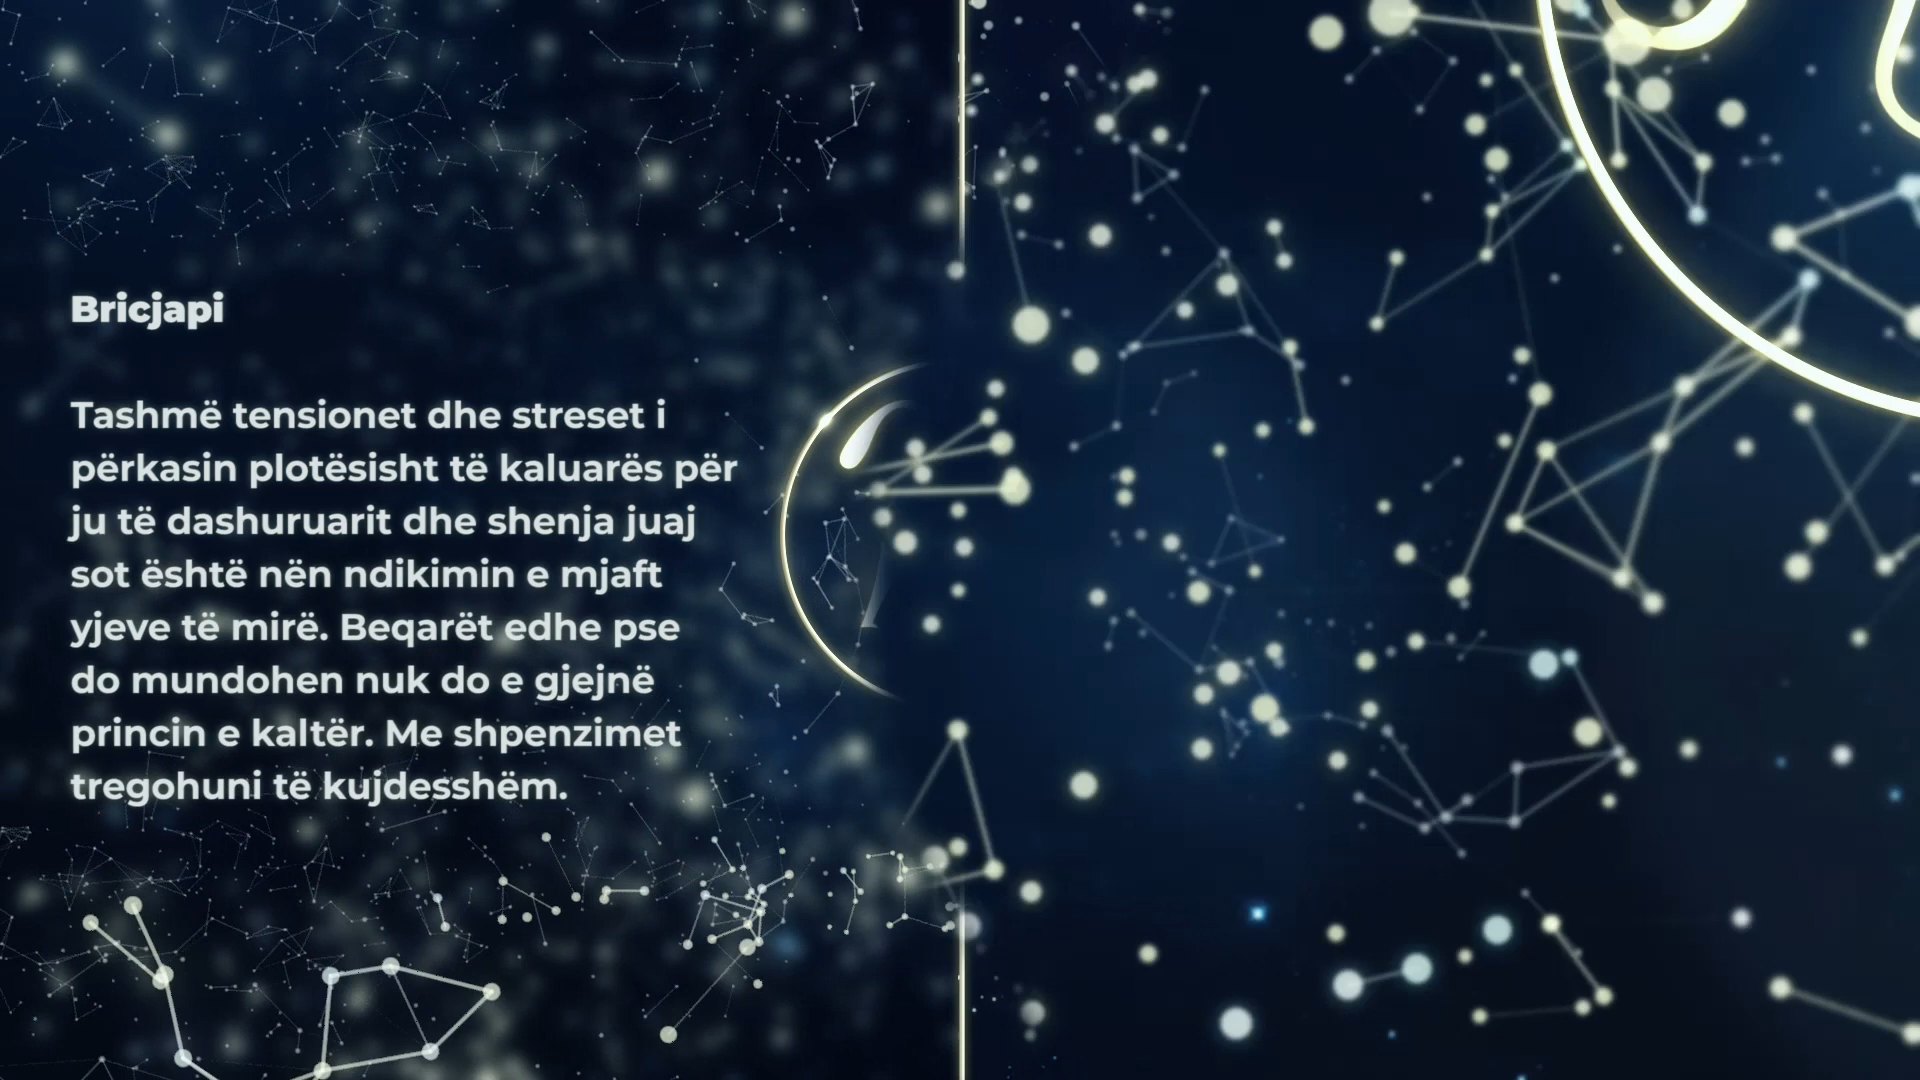 Bricjapi
Tashmë tensionet dhe streset i
përkasin plotësisht të kaluarës për
ju të dashuruarit dhe shenja juaj
sot është nën ndikimin e mjaft
yjeve të mirë. Beqarët edhe pse
do mundohen nuk do e gjejnë
princin e kaltër. Me shpenzimet
tregohuni të kujdesshëm.